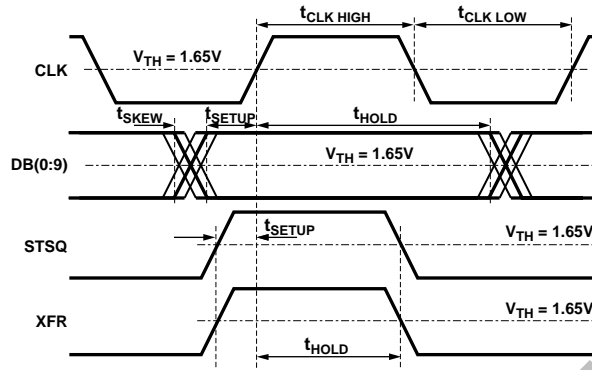 tCLK HIGH
tCLK LOW
CLK
VTH = 1.65V
tSKEW
tSETUP
tHOLD
DB(0:9)
VTH = 1.65V
tSETUP
VTH = 1.65V
STSQ
VTH = 1.65V
XFR
tHOLD